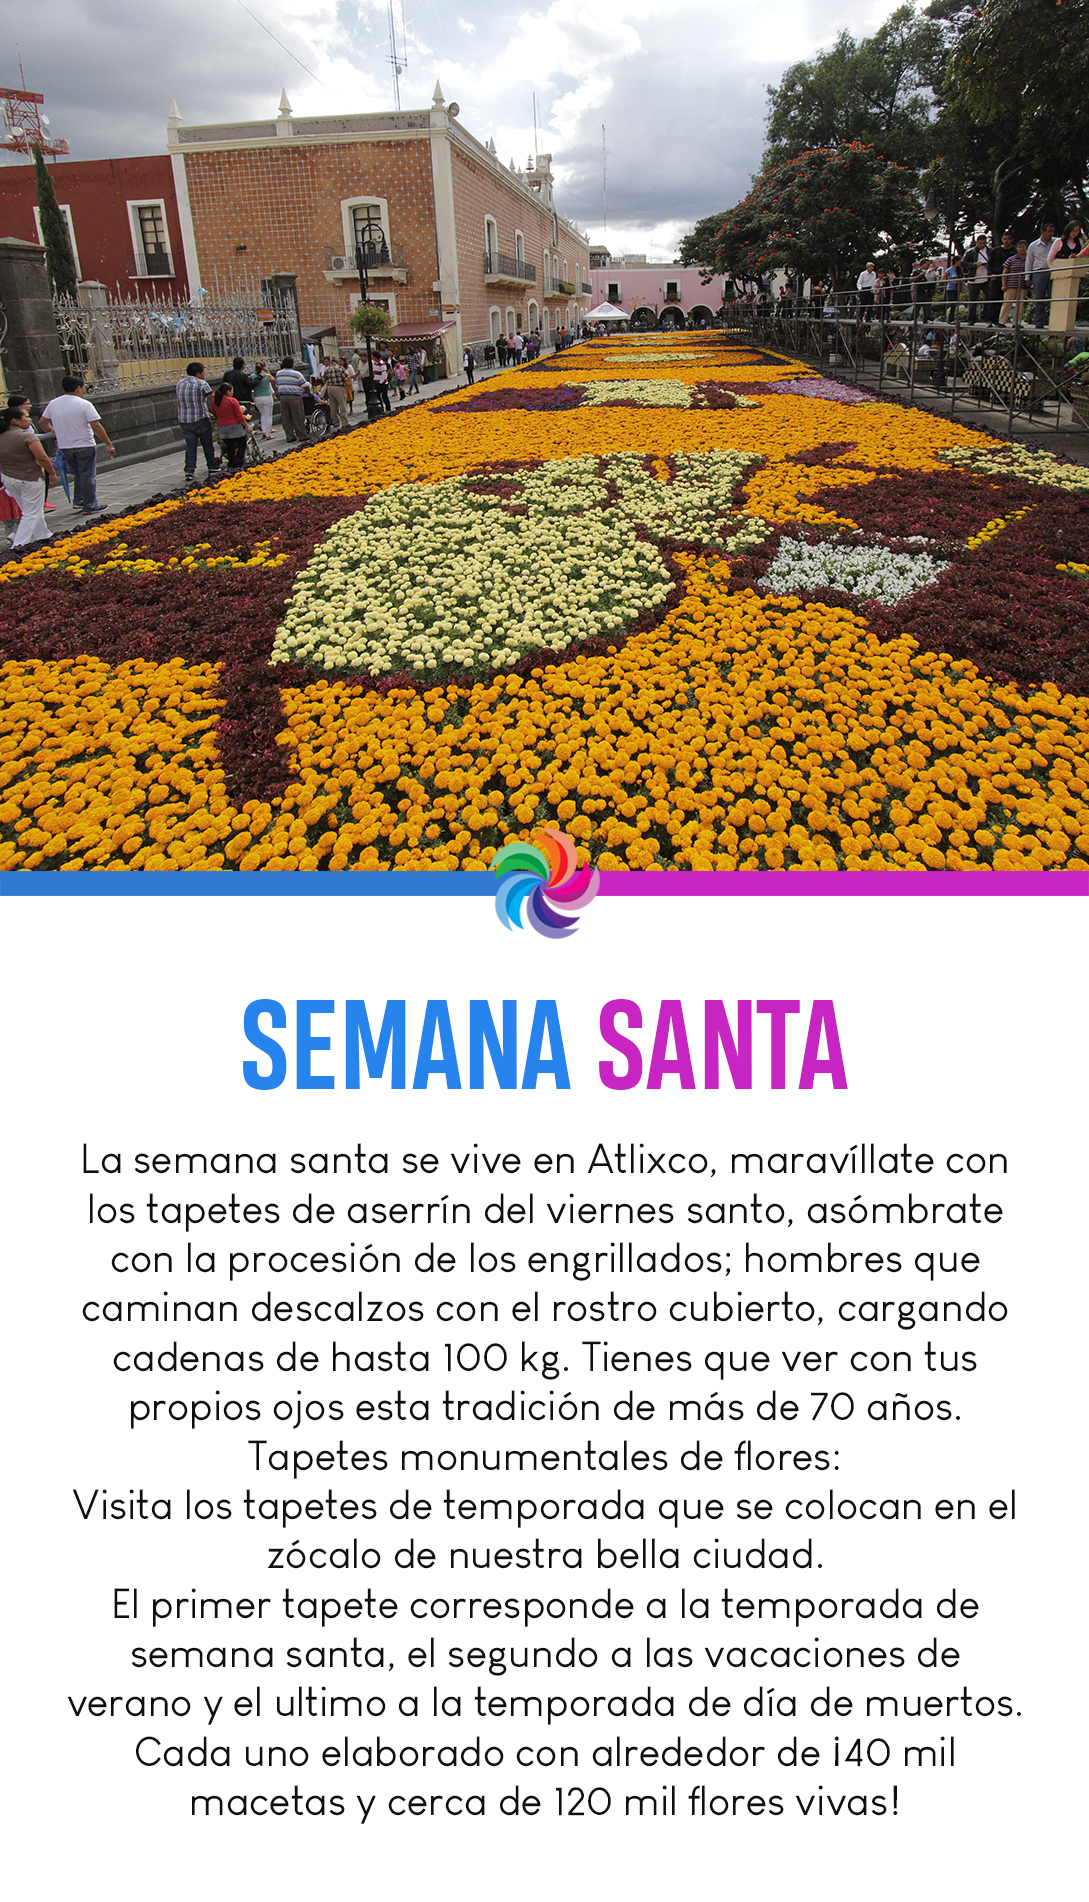 SEMANA SANTA
La semana santa se vive en Atlixco, maravíllate con
los tapetes de aserrín del viernes santo, asómbrate
con la procesión de los engrillados; hombres que
caminan descalzos con el rostro cubierto, cargando
cadenas de hasta 100 kg. Tienes que ver con tus
propios ojos esta tradición de más de 70 años.
Tapetes monumentales de flores:
Visita los tapetes de temporada que se colocan en el
zócalo de nuestra bella ciudad.
El primer tapete corresponde a la temporada de
semana santa, el segundo a las vacaciones de
verano y el ultimo a la temporada de día de muertos.
Cada uno elaborado con alrededor de ¡40 mil
macetas y cerca de 120 mil flores vivas!